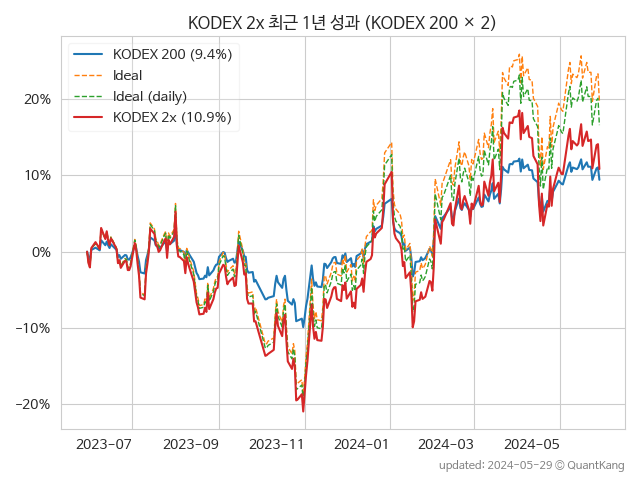 KODEX 2x 최근 1년 성과 (KODEX 200 × 2)
KODEX 200 (9.4%)
Ideal
Ideal (daily)
KODEX 2x (10.9%)
20%
10%
0%
−10%
−20%
2023-07 2023-09 2023-11 2024-01 2024-03 2024-05
updated: 2024-05-29 © QuantKang